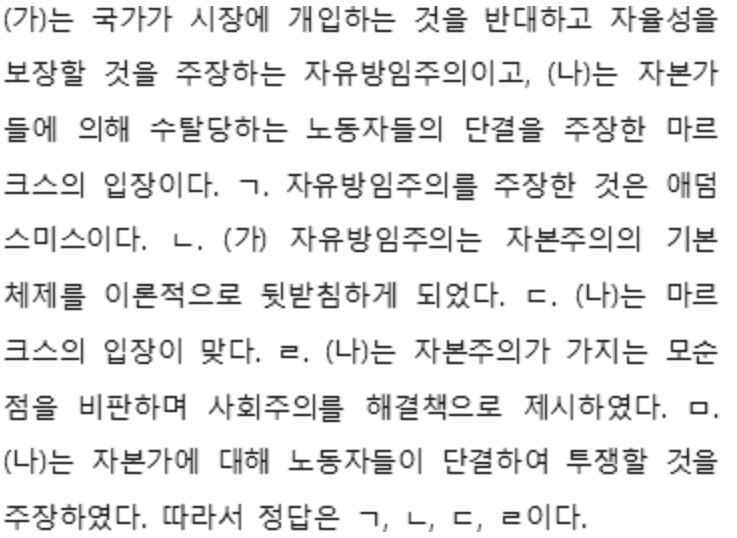 (가)는 국가가 시장에 개입하는 것을 반대하고 자율성을
보장할 것을 주장하는 자유방임주의이고, (나)는 자본가
들에 의해 수탈당하는 노동자들의 단결을 주장한 마르
크스의 입장이다. ㄱ. 자유방임주의를 주장한 것은 애덤
스미스이다. ㄴ. (가) 자유방임주의는 자본주의의 기본
체제를 이론적으로 뒷받침하게 되었다. ㄷ. (나)는 마르
크스의 입장이 맞다. ㄹ. (나)는 자본주의가 가지는 모순
점을 비판하며 사회주의를 해결책으로 제시하였다. ㅁ.
(나)는 자본가에 대해 노동자들이 단결하여 투쟁할 것을
주장하였다. 따라서 정답은 ㄱ, ㄴ, ㄷ, ㄹ이다.